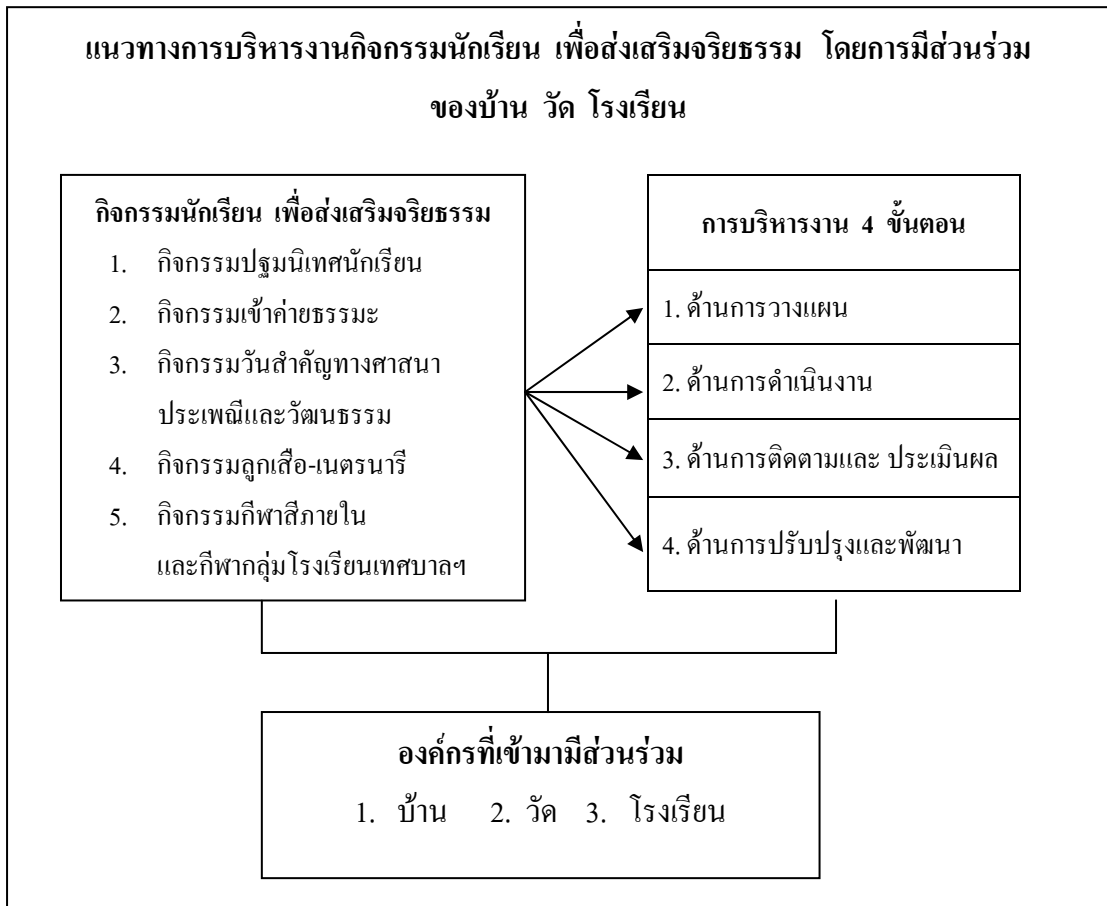 แนวทางการบริหารงานกิจกรรมนักเรียน เพื่อส่งเสริมจริยธรรม โดยการมีส่วนร่วม
ของบ้าน วัด โรงเรียน
กิจกรรมนักเรียน เพื่อส่งเสริมจริยธรรม
1. กิจกรรมปฐมนิเทศนักเรียน
2. กิจกรรมเข้าค่ายธรรมะ
3. กิจกรรมวันสำคัญทางศาสนา
ประเพณีและวัฒนธรรม
4. กิจกรรมลูกเสือ-เนตรนารี
5. กิจกรรมกีฬาสีภายใน
และกีฬากลุ่มโรงเรียนเทศบาลฯ
การบริหารงาน 4 ขั้นตอน
1. ด้านการวางแผน
2. ด้านการดำเนินงาน
3. ด้านการติดตามและ ประเมินผล
4. ด้านการปรับปรุงและพัฒนา
องค์กรที่เข้ามามีส่วนร่วม
1. บ้าน 2. วัด 3. โรงเรียน